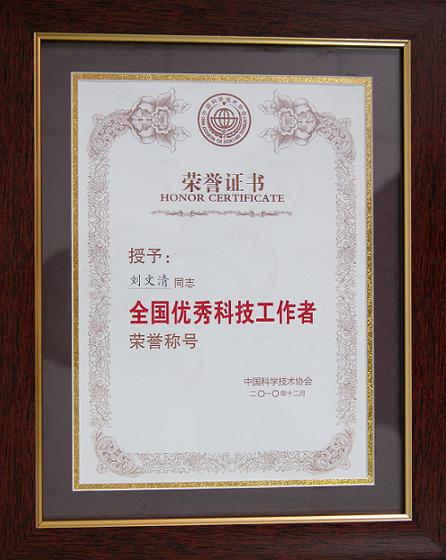 荣誉证书
HONOR CERTIFICATE
授予：
刘文清 同志
全国优秀科技工作者
荣誉称号
中国科学技术协会
二〇一〇年十二月